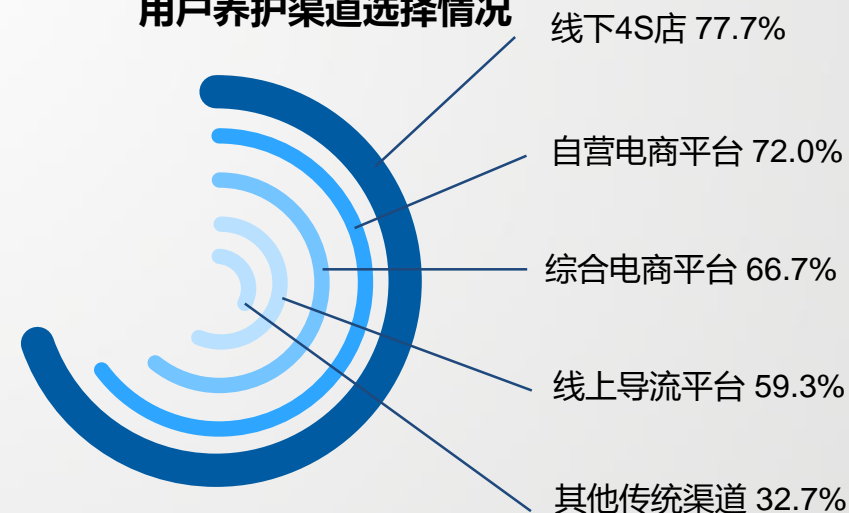 用户养护渠道选择情况
线下4S店 77.7%
自营电商平台 72.0%
综合电商平台 66.7%
线上导流平台 59.3%
其他传统渠道 32.7%